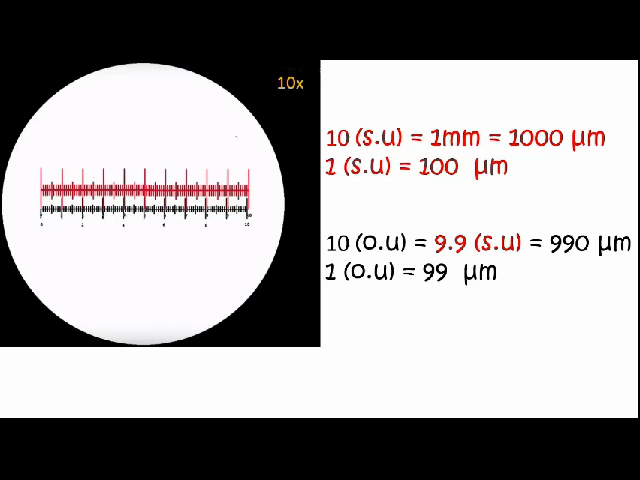 10x
10 (s.u) = 1mm = 1000 µm
1 (s.u) = 100 µm
10 (o.u) = 9.9 (s.u) = 990 µm
1 (o.u) = 99 µm